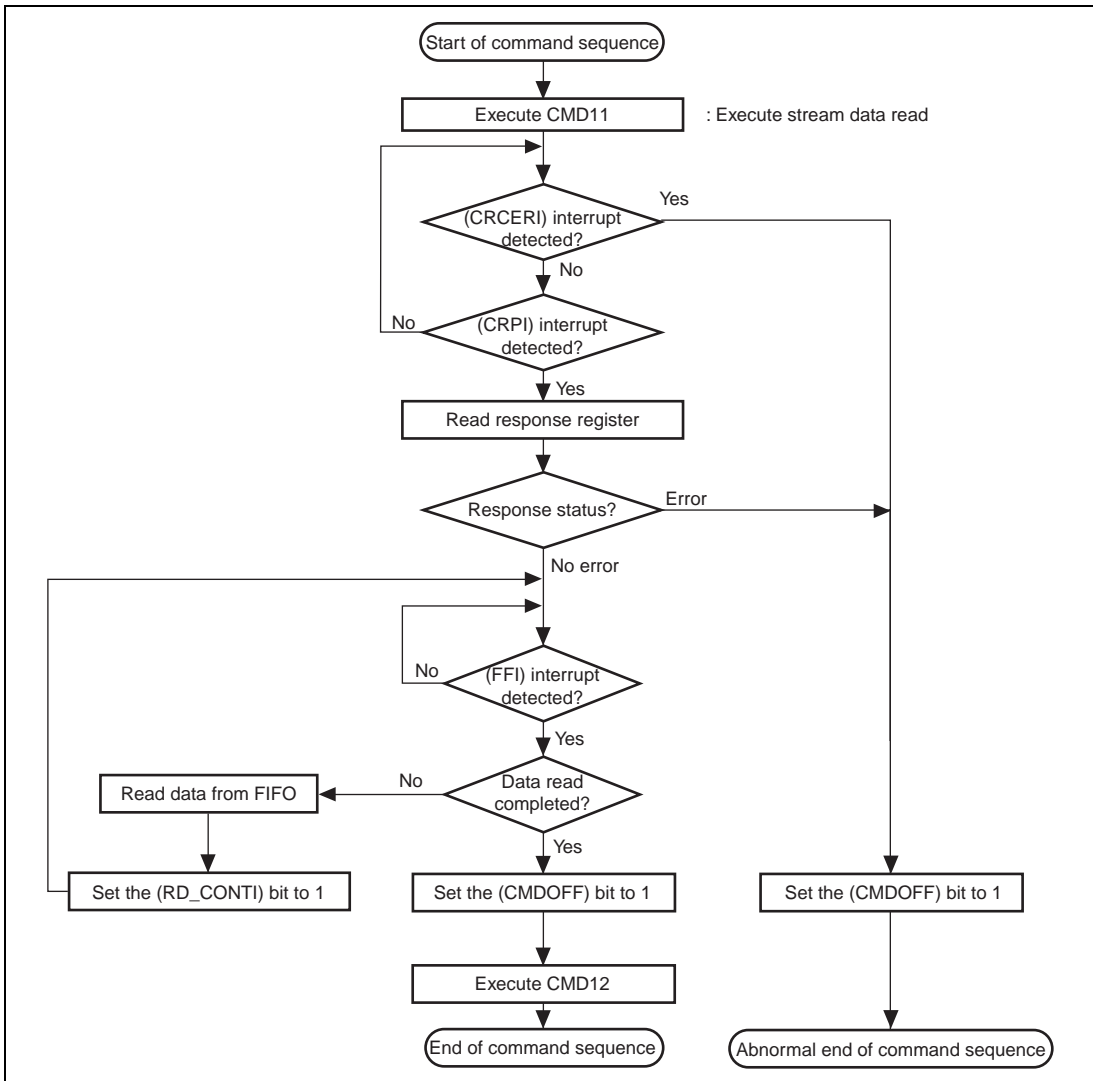 Start of command sequence
Execute CMD11
: Execute stream data read
Yes
(CRCERI) interrupt
detected?
No
No
(CRPI) interrupt
detected?
Yes
Read response register
Response status?
Error
No error
No
(FFI) interrupt
detected?
Yes
No
Data read
completed?
Read data from FIFO
Yes
Set the (RD_CONTI) bit to 1
Set the (CMDOFF) bit to 1
Set the (CMDOFF) bit to 1
Execute CMD12
End of command sequence
Abnormal end of command sequence